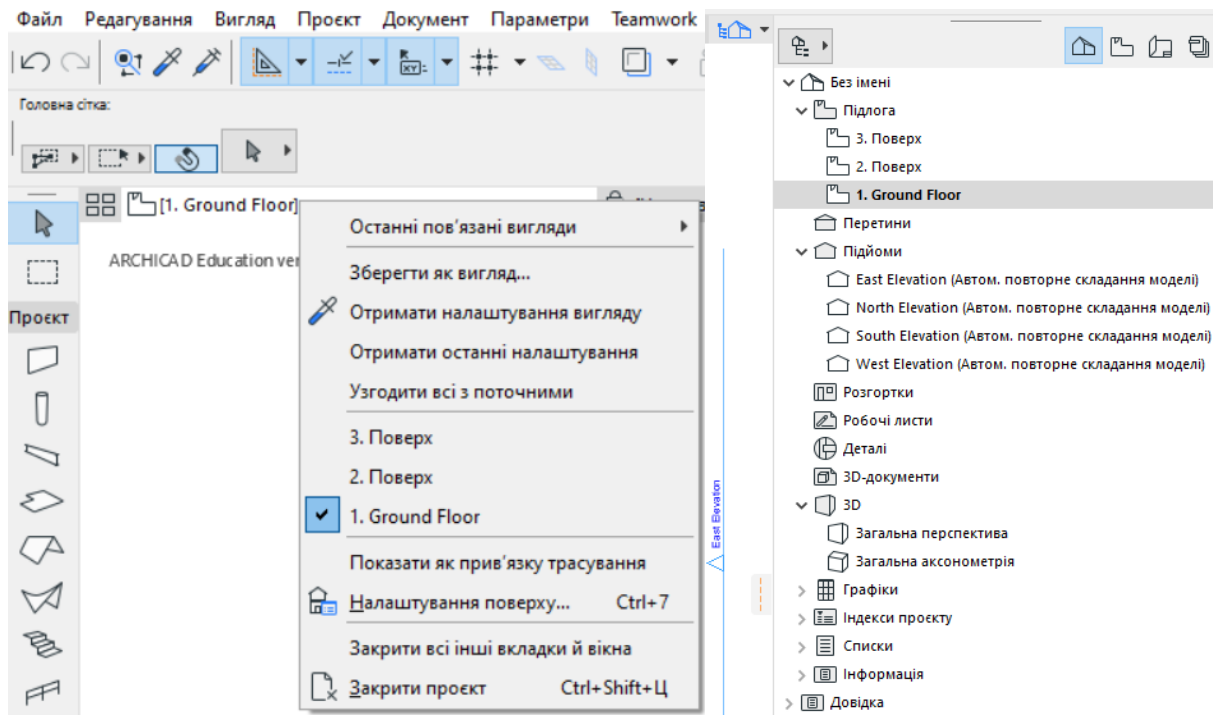 Файл Редагування Вигляд Проєкт Документ Параметри Teamwork
Головна сітка:
[1. Ground Floor]
ARCHICAD Education ver
Проєкт
Останні пов'язані вигляди
Зберегти як вигляд...
Отримати налаштування вигляду
Отримати останні налаштування
Узгодити всі з поточними
3. Поверх
2. Поверх
1. Ground Floor
Показати як прив'язку трасування
Налаштування поверху... Ctrl+7
Закрити всі інші вкладки й вікна
Закрити проєкт Ctrl+Shift+Ц
East Elevation
Без імені
Підлога
3. Поверх
2. Поверх
1. Ground Floor
Перетини
Підйоми
East Elevation (Автом. повторне складання моделі)
North Elevation (Автом. повторне складання моделі)
South Elevation (Автом. повторне складання моделі)
West Elevation (Автом. повторне складання моделі)
Розгортки
Робочі листи
Деталі
3D-документи
3D
Загальна перспектива
Загальна аксонометрія
Графіки
Індекси проєкту
Списки
Інформація
Довідка